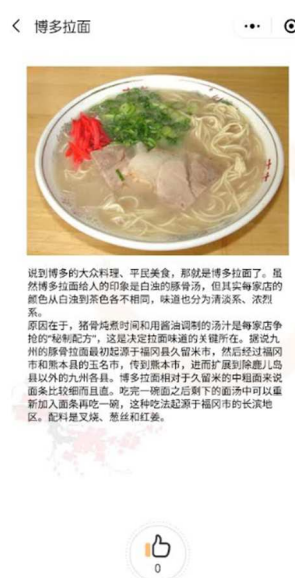 博多拉面
说到博多的大众料理、平民美食，那就是博多拉面了。虽
然博多拉面给人的印象是白浊的豚骨汤，但其实每家店的
颜色从白浊到茶色各不相同，味道也分为清淡系、浓烈
系。
原因在于，猪骨炖煮时间和用酱油调制的汤汁是每家店争
抢的“秘制配方”，这是决定拉面味道的关键所在。据说九
州的豚骨拉面最初起源于福冈县久留米市，然后经过福冈
市和熊本县的玉名市，传到熊本市，进而扩展到除鹿儿岛
县以外的九州各县。博多拉面相对于久留米的中粗面来说
面条比较细而且直。吃完一碗面之后剩下的面汤中可以重
新加入面条再吃一碗，这种吃法起源于福冈市的长滨地
区。配料是叉烧、葱丝和红姜。
0